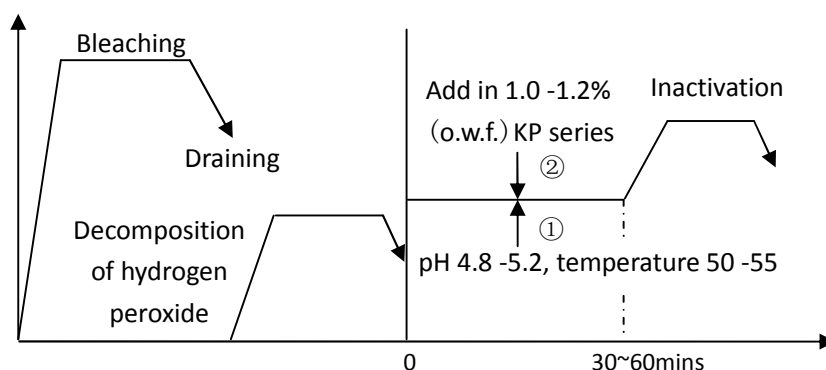 Bleaching
Draining
Decomposition
of hydrogen
peroxide
Add in 1.0 -1.2%
（o.w.f.）KP series
②
①
pH 4.8 -5.2, temperature 50 -55
Inactivation
0
30~60mins